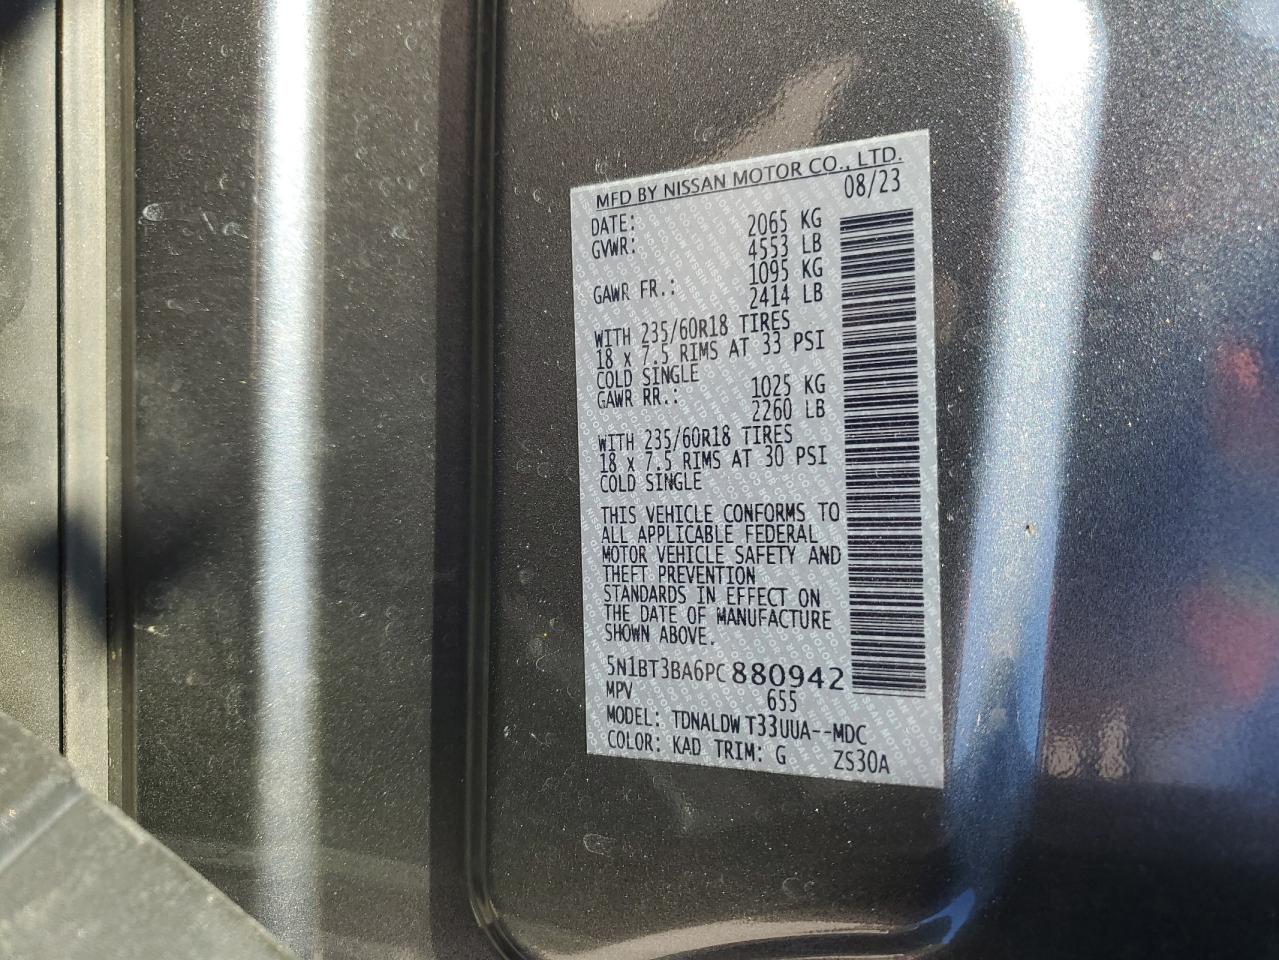 MFD BY NISSAN MOTOR CO., LTD.
DATE: 08/23
GVWR: 2065 KG
4553 LB
GAWR FR.: 1095 KG
2414 LB
WITH 235/60R18 TIRES
18 x 7.5 RIMS AT 33 PSI
COLD SINGLE
GAWR RR.: 1025 KG
2260 LB
WITH 235/60R18 TIRES
18 x 7.5 RIMS AT 30 PSI
COLD SINGLE
THIS VEHICLE CONFORMS TO
ALL APPLICABLE FEDERAL
MOTOR VEHICLE SAFETY AND
THEFT PREVENTION
STANDARDS IN EFFECT ON
THE DATE OF MANUFACTURE
SHOWN ABOVE.
5N1BT3BA6PC880942
MPV 655
MODEL: TDNALDW T33UUA--MDC
COLOR: KAD TRIM: G ZS30A